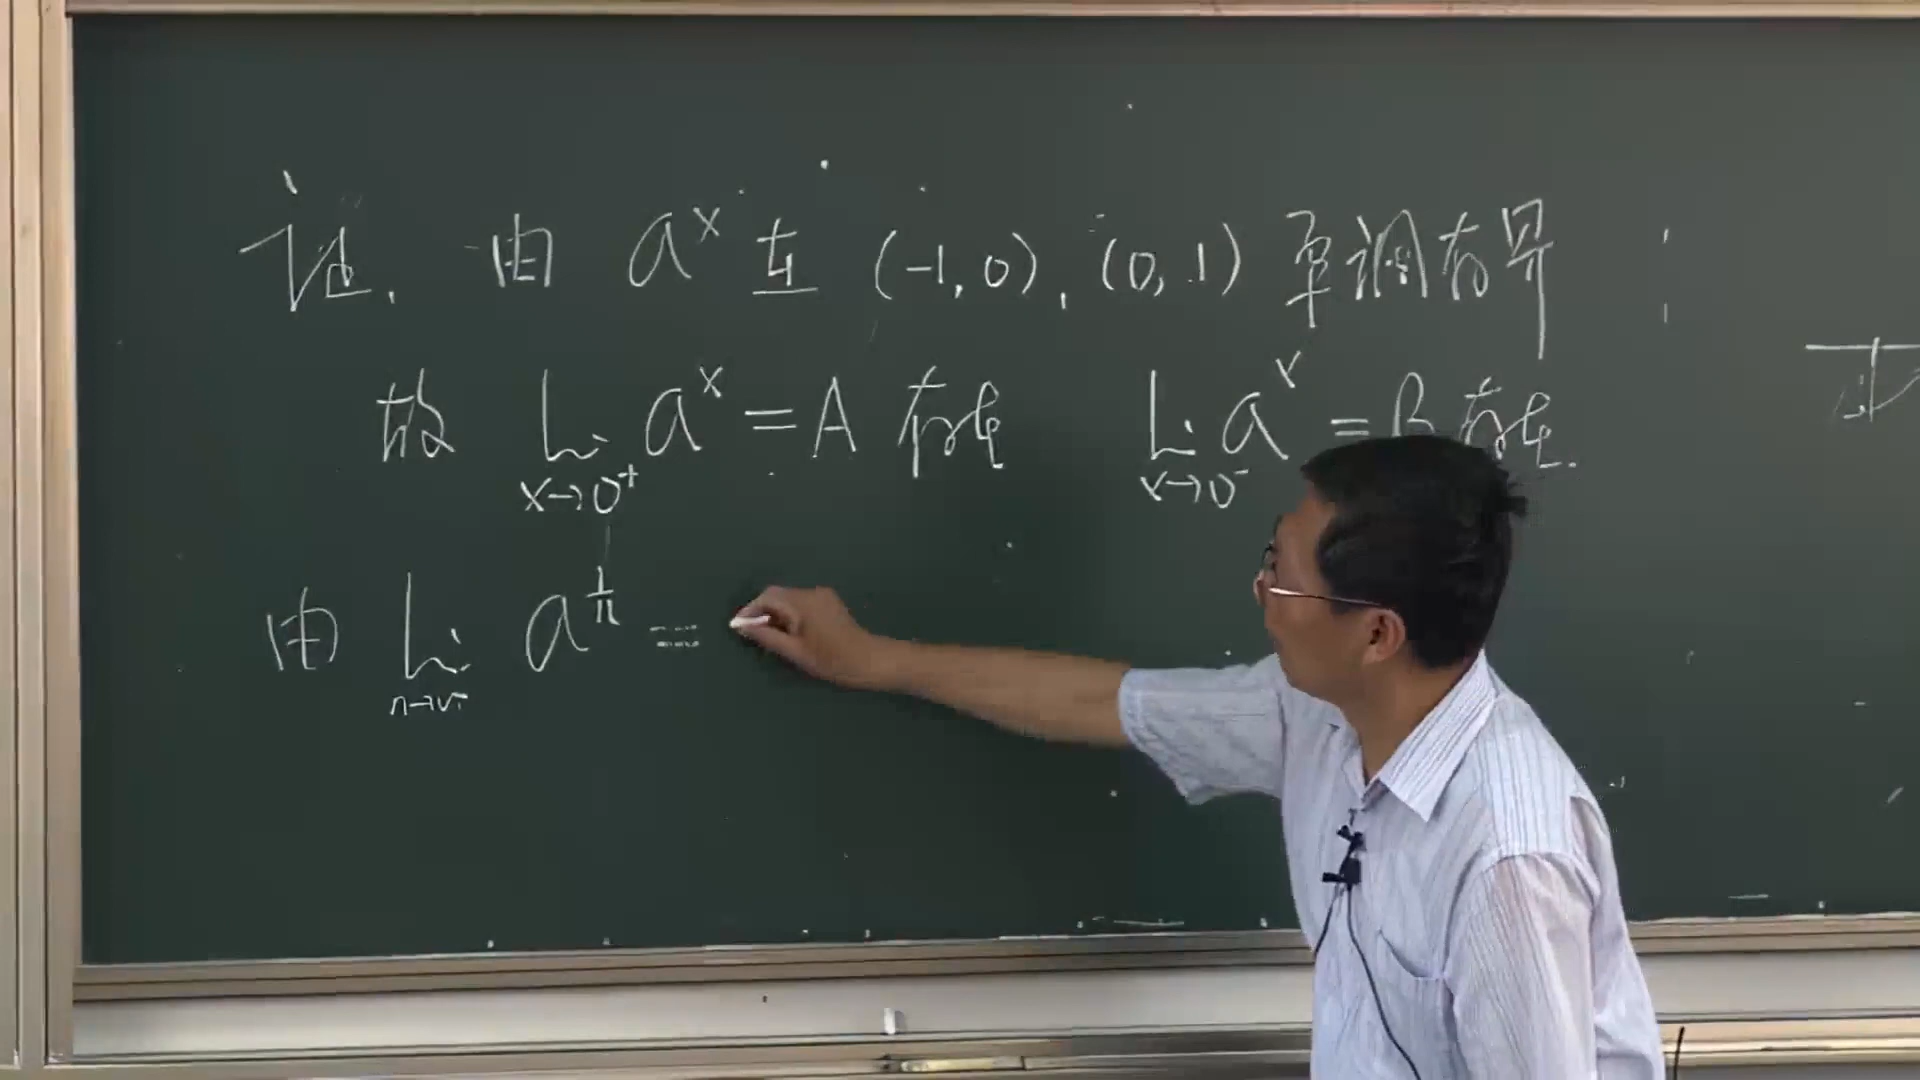 证. 由 a^x 在 (-1,0), (0,1) 单调有界
故 lim_{x→0⁺} a^x = A 存在 lim_{x→0⁻} a^x = B 存在.
由 lim_{n→∞} a^{1/n} =